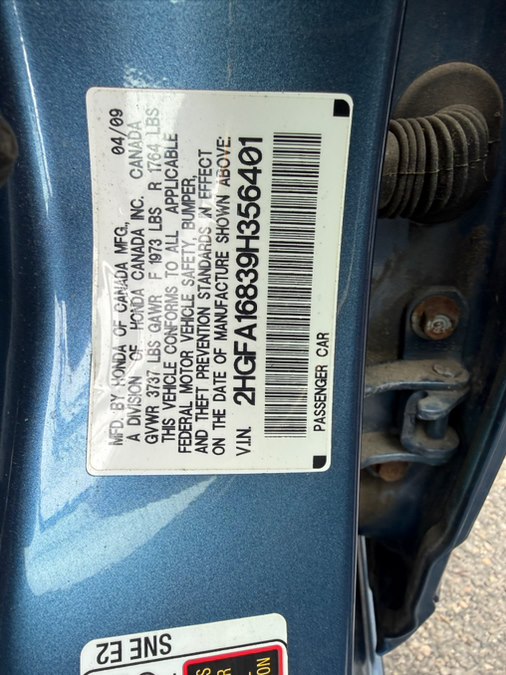 MFD. BY HONDA OF CANADA MFG. 04/09
A DIVISION OF HONDA CANADA INC. CANADA
GVWR 3737 LBS GAWR F 1973 LBS R 1764 LBS
THIS VEHICLE CONFORMS TO ALL APPLICABLE
FEDERAL MOTOR VEHICLE SAFETY, BUMPER,
AND THEFT PREVENTION STANDARDS IN EFFECT
ON THE DATE OF MANUFACTURE SHOWN ABOVE.
V.I.N. 2HGFA16839H356401
PASSENGER CAR
SNE E2